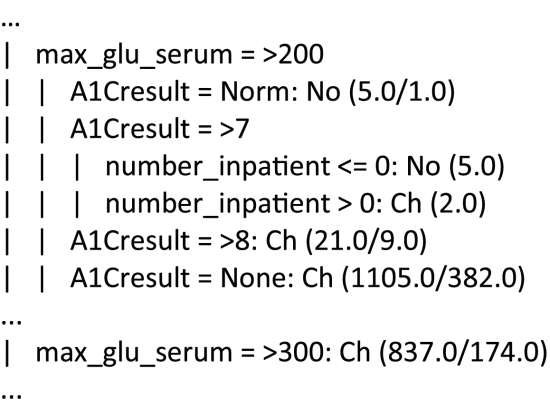 ...
| max_glu_serum = >200
| | A1Cresult = Norm: No (5.0/1.0)
| | A1Cresult = >7
| | | number_inpatient <= 0: No (5.0)
| | | number_inpatient > 0: Ch (2.0)
| | A1Cresult = >8: Ch (21.0/9.0)
| | A1Cresult = None: Ch (1105.0/382.0)
...
| max_glu_serum = >300: Ch (837.0/174.0)
...